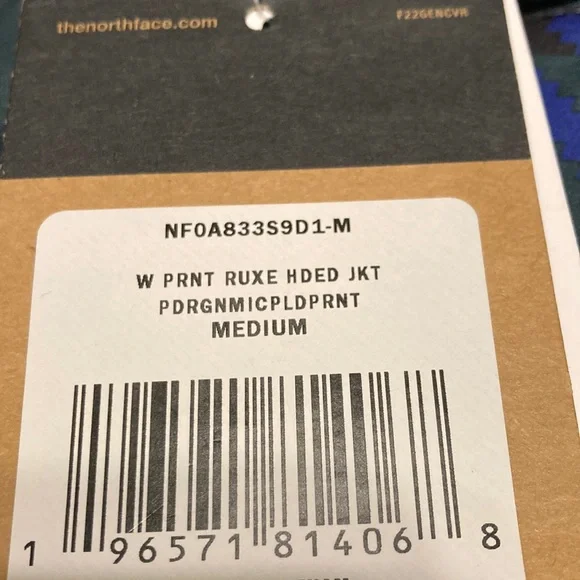 thenorthface.com F22GENCVR
NF0A833S9D1-M
W PRNT RUXE HDED JKT
PDRGNMICPLDPRNT
MEDIUM
1 96571 81406 8